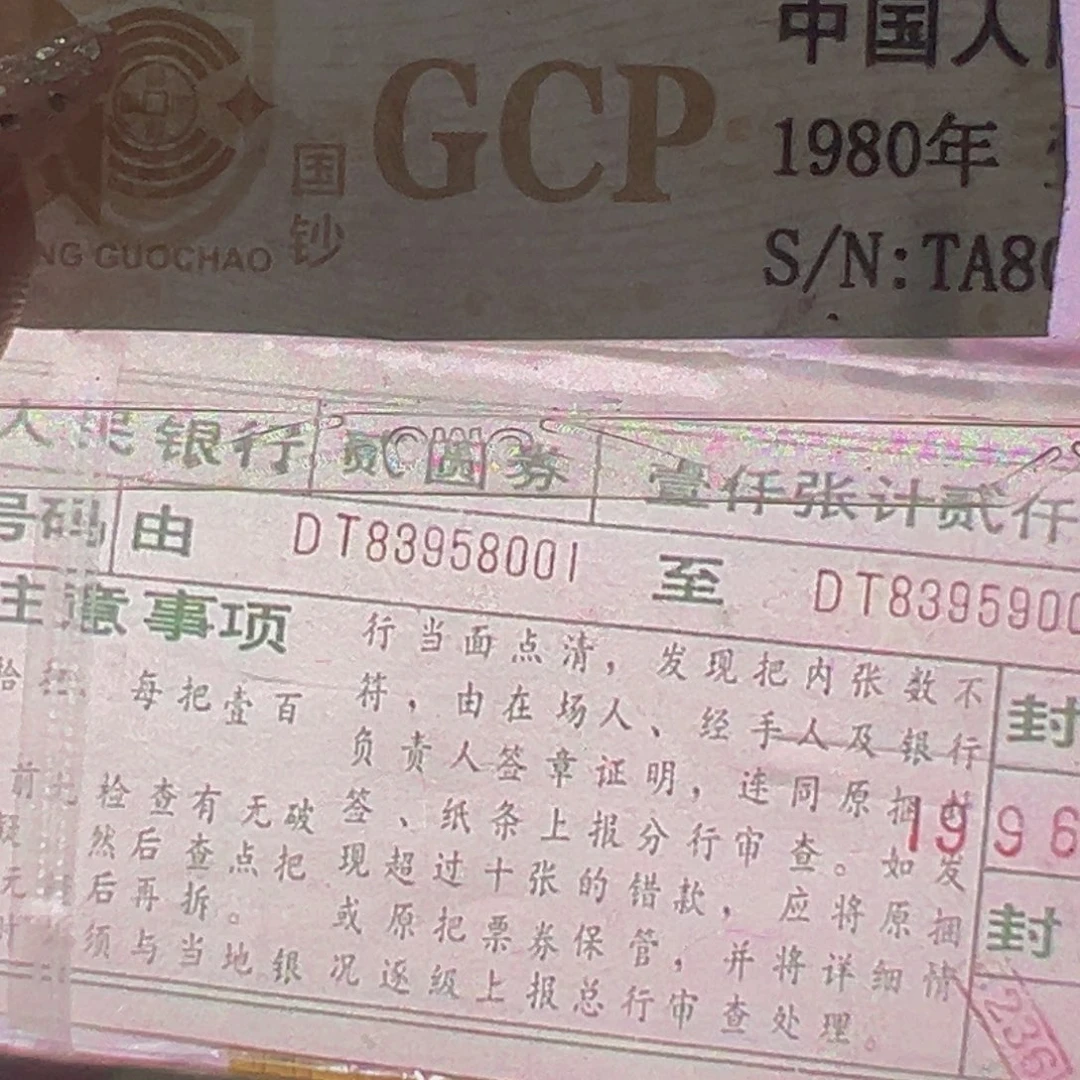 GCP
国钞
NG GUOCHAO
中国人
1980年
S/N:TA80
人民银行 贰圆券 壹仟张计贰仟
号码 由 DT83958001 至 DT8395900
注意事项
每把壹百
检查有无破
然后查点把
后再拆。
须与当地银
行当面点清，发现把内张数不
符，由在场人、经手人及银行
负责人签章证明，连同原捆封
签、纸条上报分行审查。如发
现超过十张的错款，应将原捆
或原把票券保管，并将详细情
况逐级上报总行审查处理。
封
1996
封
236